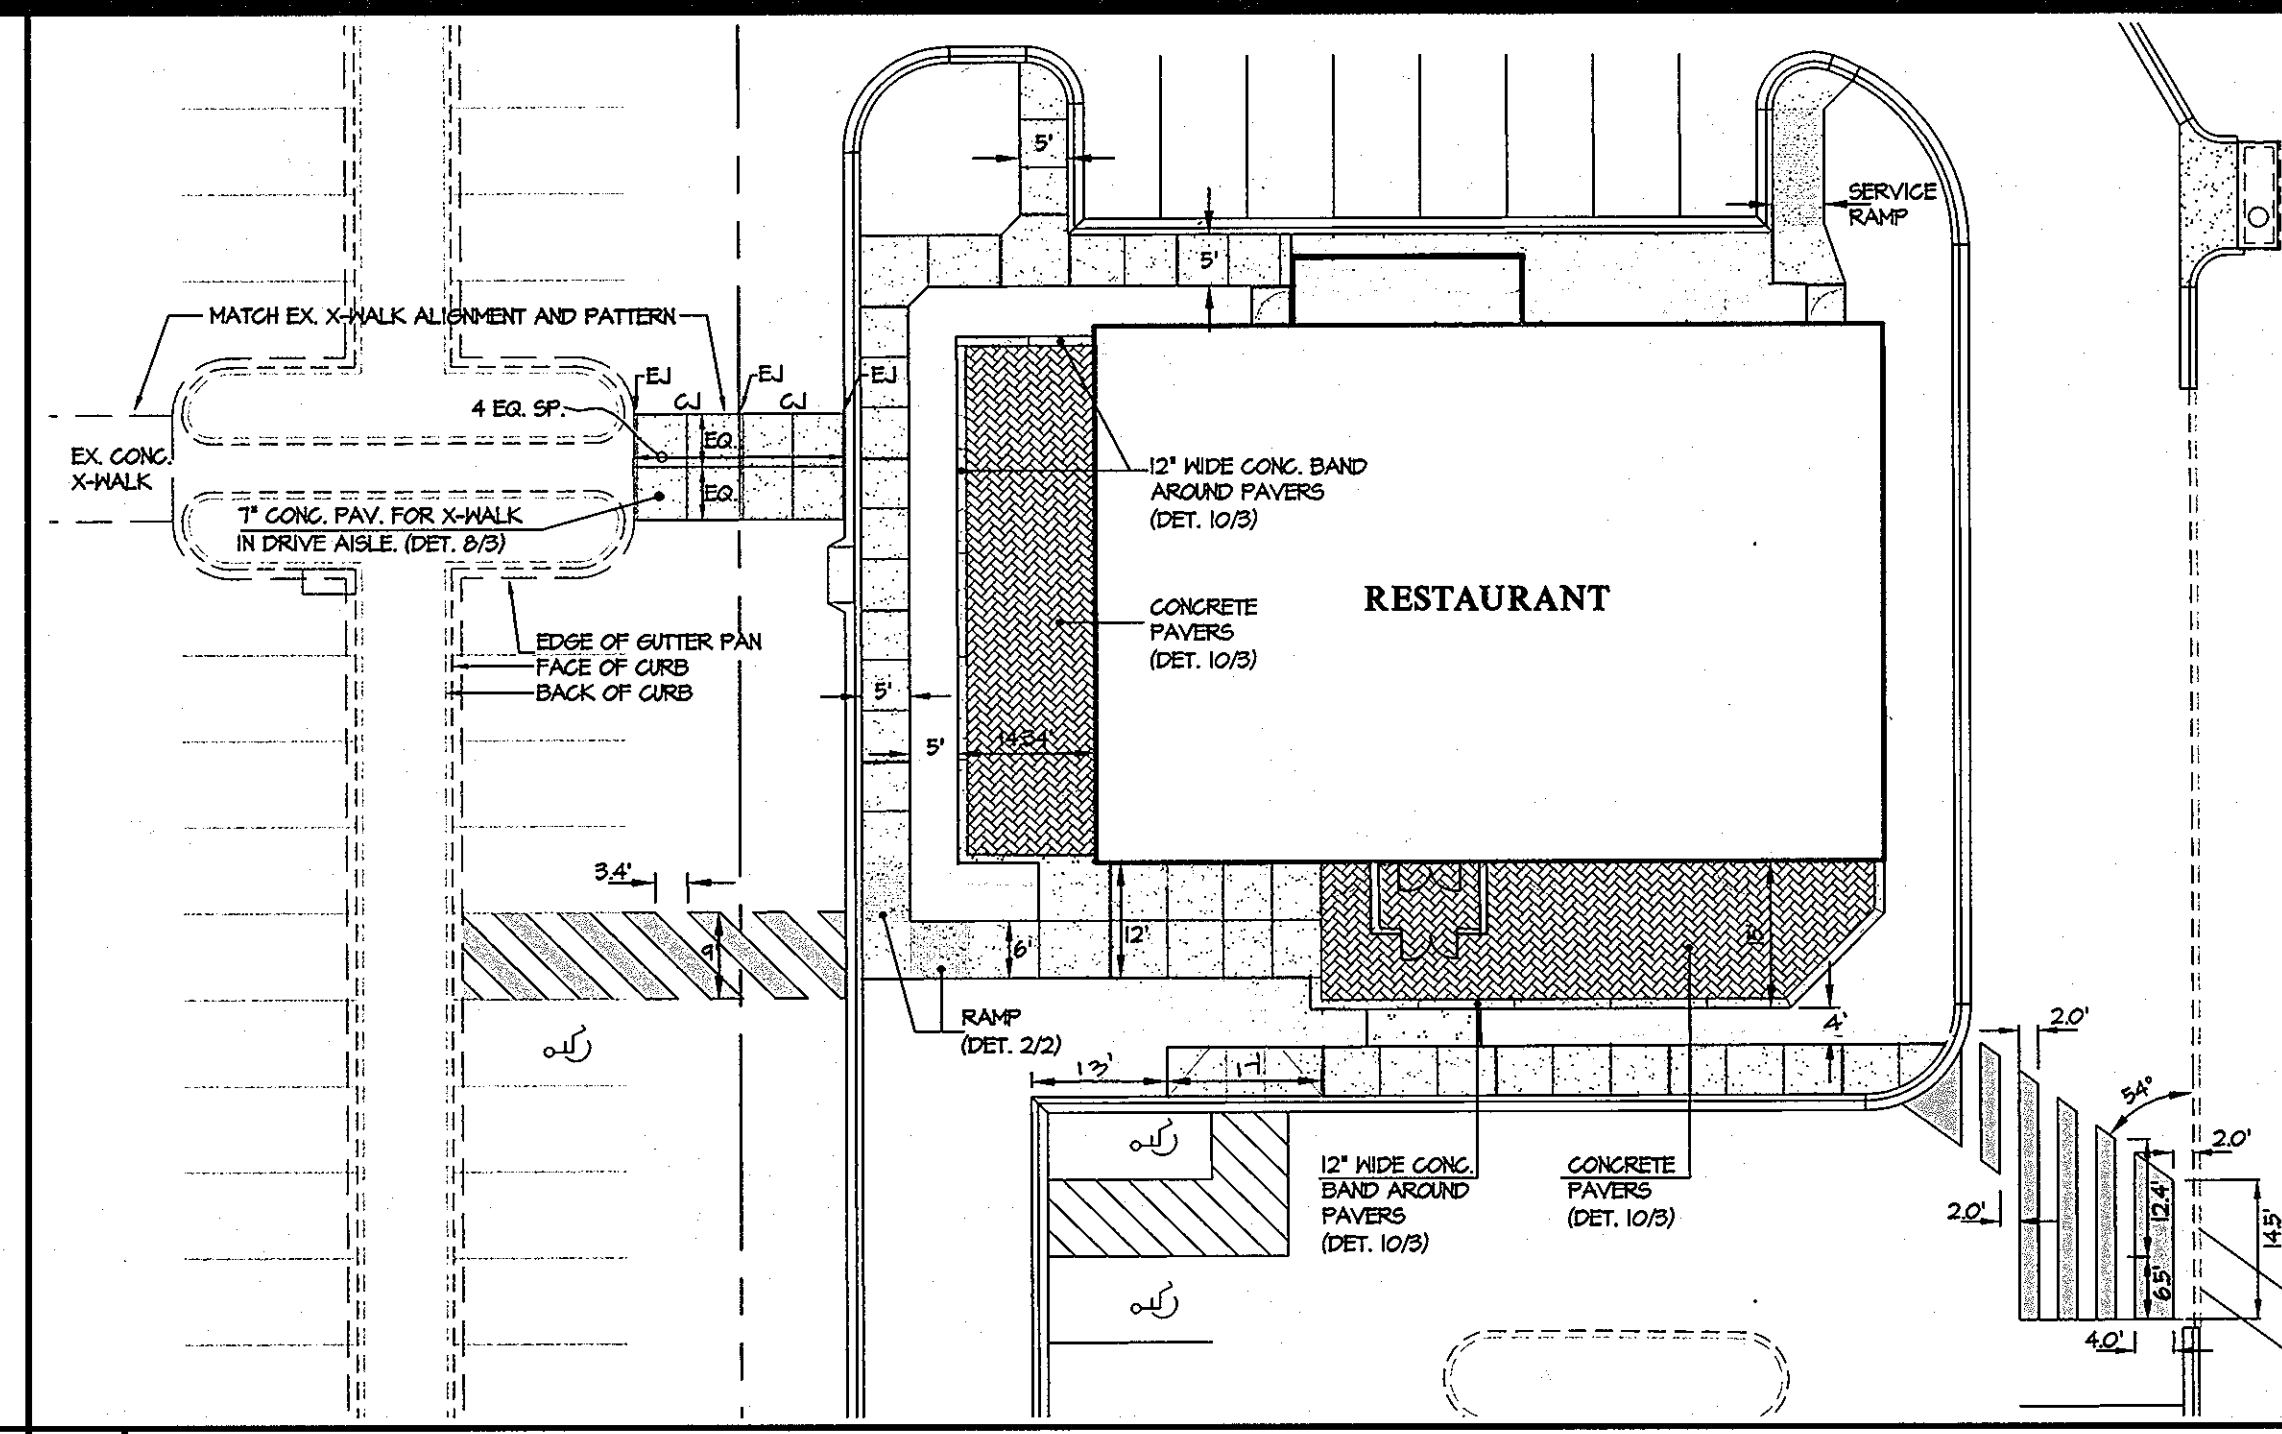 5'
SERVICE
RAMP
5'
MATCH EX. X-WALK ALIGNMENT AND PATTERN
EJ
EJ
EJ
CJ
CJ
4 EQ. SP.
EQ.
EX. CONC.
X-WALK
EQ.
7" CONC. PAV. FOR X-WALK
IN DRIVE AISLE. (DET. 8/3)
12" WIDE CONC. BAND
AROUND PAVERS
(DET. 10/3)
RESTAURANT
CONCRETE
PAVERS
(DET. 10/3)
EDGE OF GUTTER PAN
FACE OF CURB
BACK OF CURB
5'
5'
14.34'
3.4'
9'
6'
12'
15'
RAMP
(DET. 2/2)
4'
2.0'
13'
17'
54°
2.0'
12" WIDE CONC.
BAND AROUND
PAVERS
(DET. 10/3)
CONCRETE
PAVERS
(DET. 10/3)
2.0'
12.4'
14.5'
6.5'
4.0'